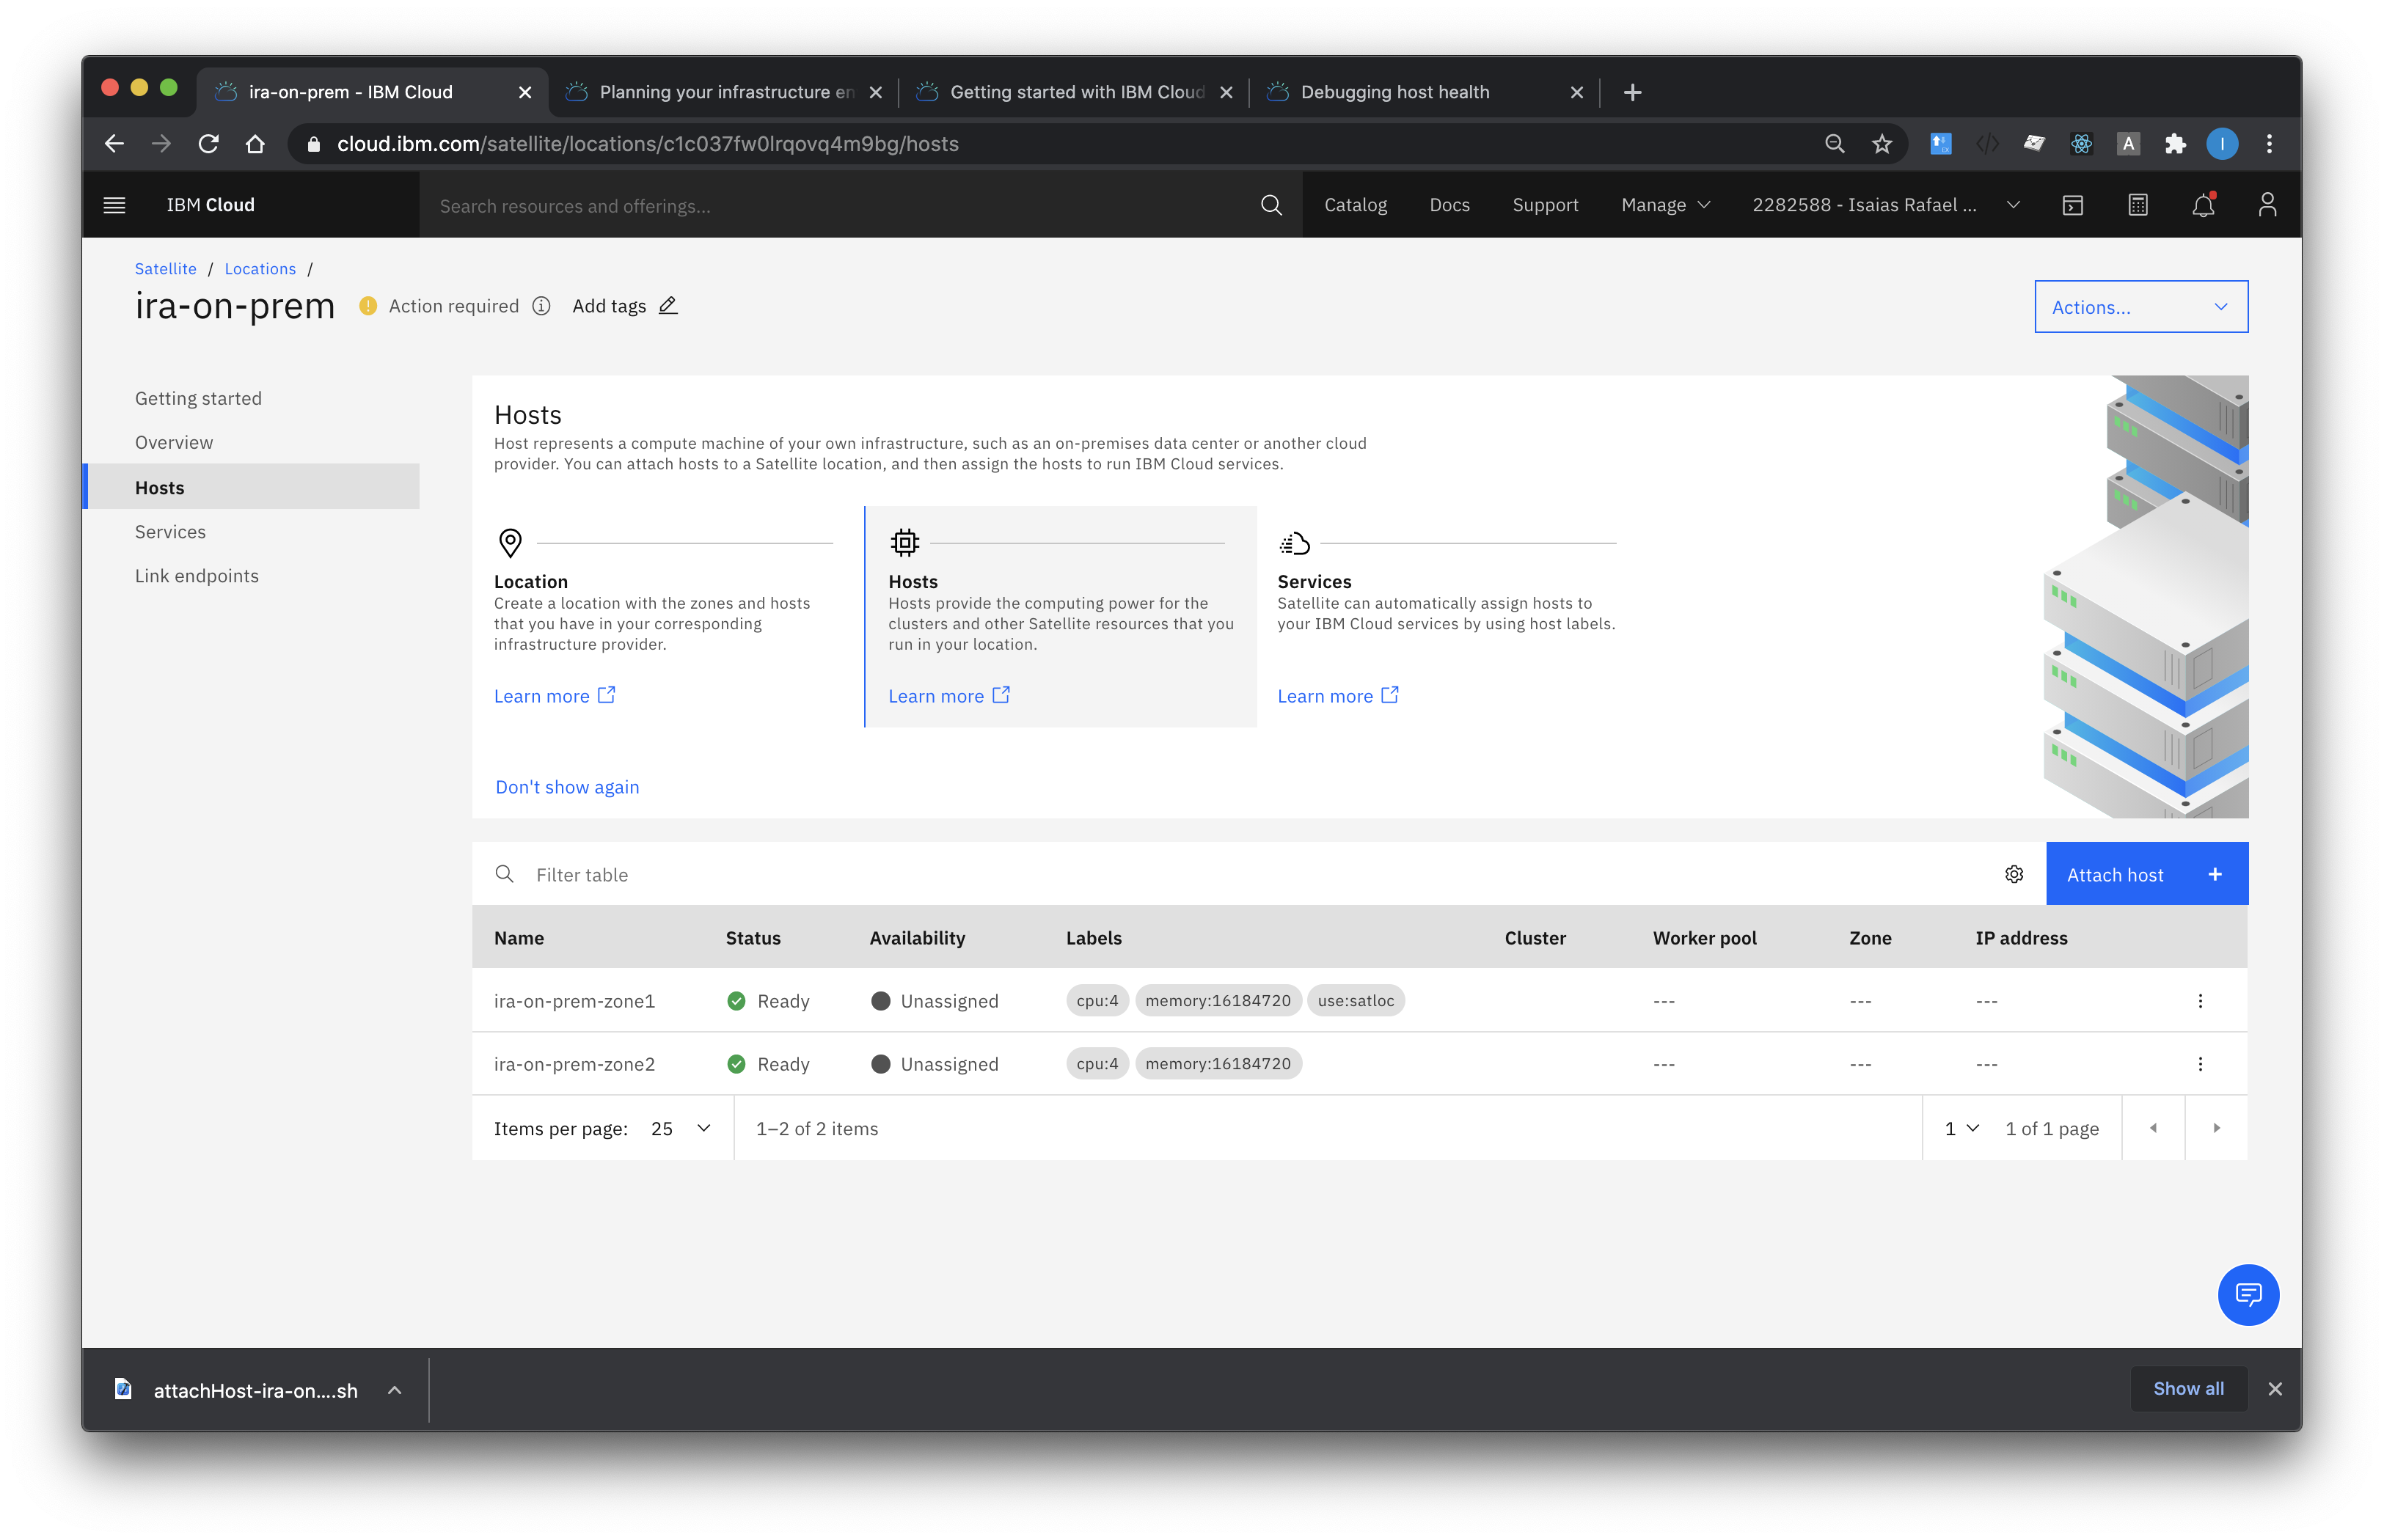 ira-on-prem - IBM Cloud
Planning your infrastructure en
Getting started with IBM Cloud
Debugging host health
cloud.ibm.com/satellite/locations/c1c037fw0lrqovq4m9bg/hosts
A
I
IBM Cloud
Search resources and offerings...
Catalog
Docs
Support
Manage
2282588 - Isaias Rafael ...
Satellite / Locations /
ira-on-prem
Action required
Add tags
Actions...
Getting started
Overview
Hosts
Services
Link endpoints
Hosts
Host represents a compute machine of your own infrastructure, such as an on-premises data center or another cloud
provider. You can attach hosts to a Satellite location, and then assign the hosts to run IBM Cloud services.
Location
Create a location with the zones and hosts
that you have in your corresponding
infrastructure provider.
Learn more
Hosts
Hosts provide the computing power for the
clusters and other Satellite resources that you
run in your location.
Learn more
Services
Satellite can automatically assign hosts to
your IBM Cloud services by using host labels.
Learn more
Don't show again
Filter table
Attach host +
Name Status Availability Labels Cluster Worker pool Zone IP address
ira-on-prem-zone1 Ready Unassigned cpu:4 memory:16184720 use:satloc --- --- ---
ira-on-prem-zone2 Ready Unassigned cpu:4 memory:16184720 --- --- ---
Items per page: 25 1–2 of 2 items 1 1 of 1 page
attachHost-ira-on....sh
Show all